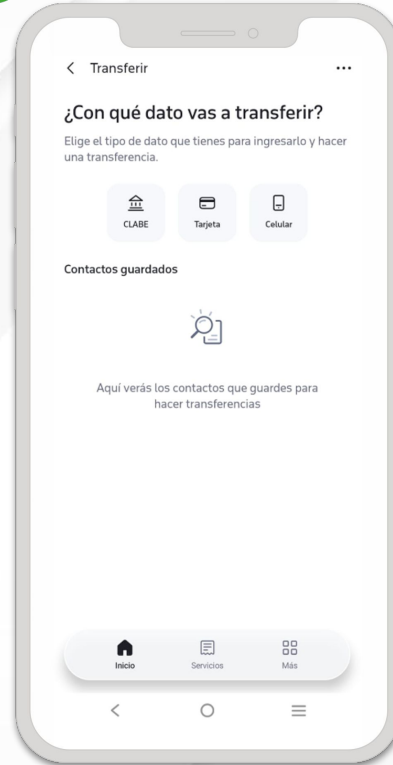 Transferir
¿Con qué dato vas a transferir?
Elige el tipo de dato que tienes para ingresarlo y hacer
una transferencia.
CLABE Tarjeta Celular
Contactos guardados
Aquí verás los contactos que guardes para
hacer transferencias
Inicio Servicios Más